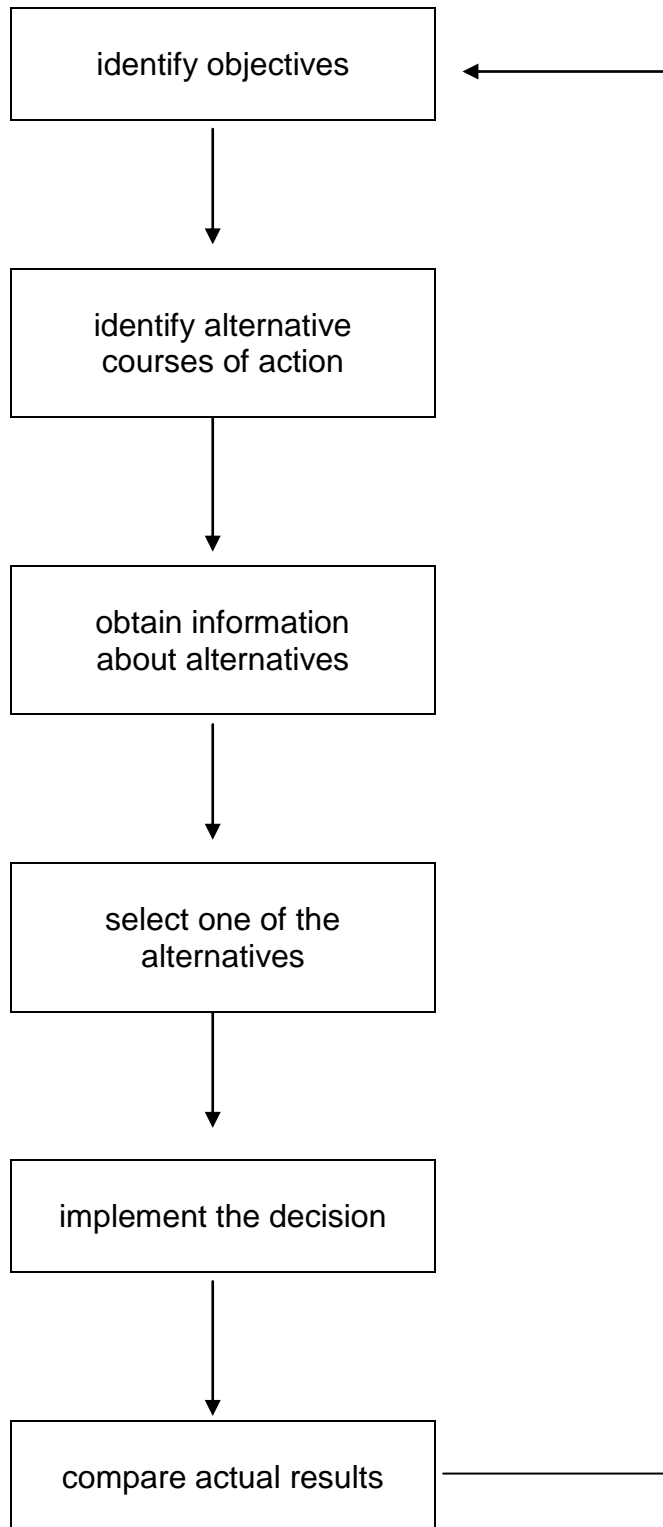 identify objectives
identify alternative
courses of action
obtain information
about alternatives
select one of the
alternatives
implement the decision
compare actual results